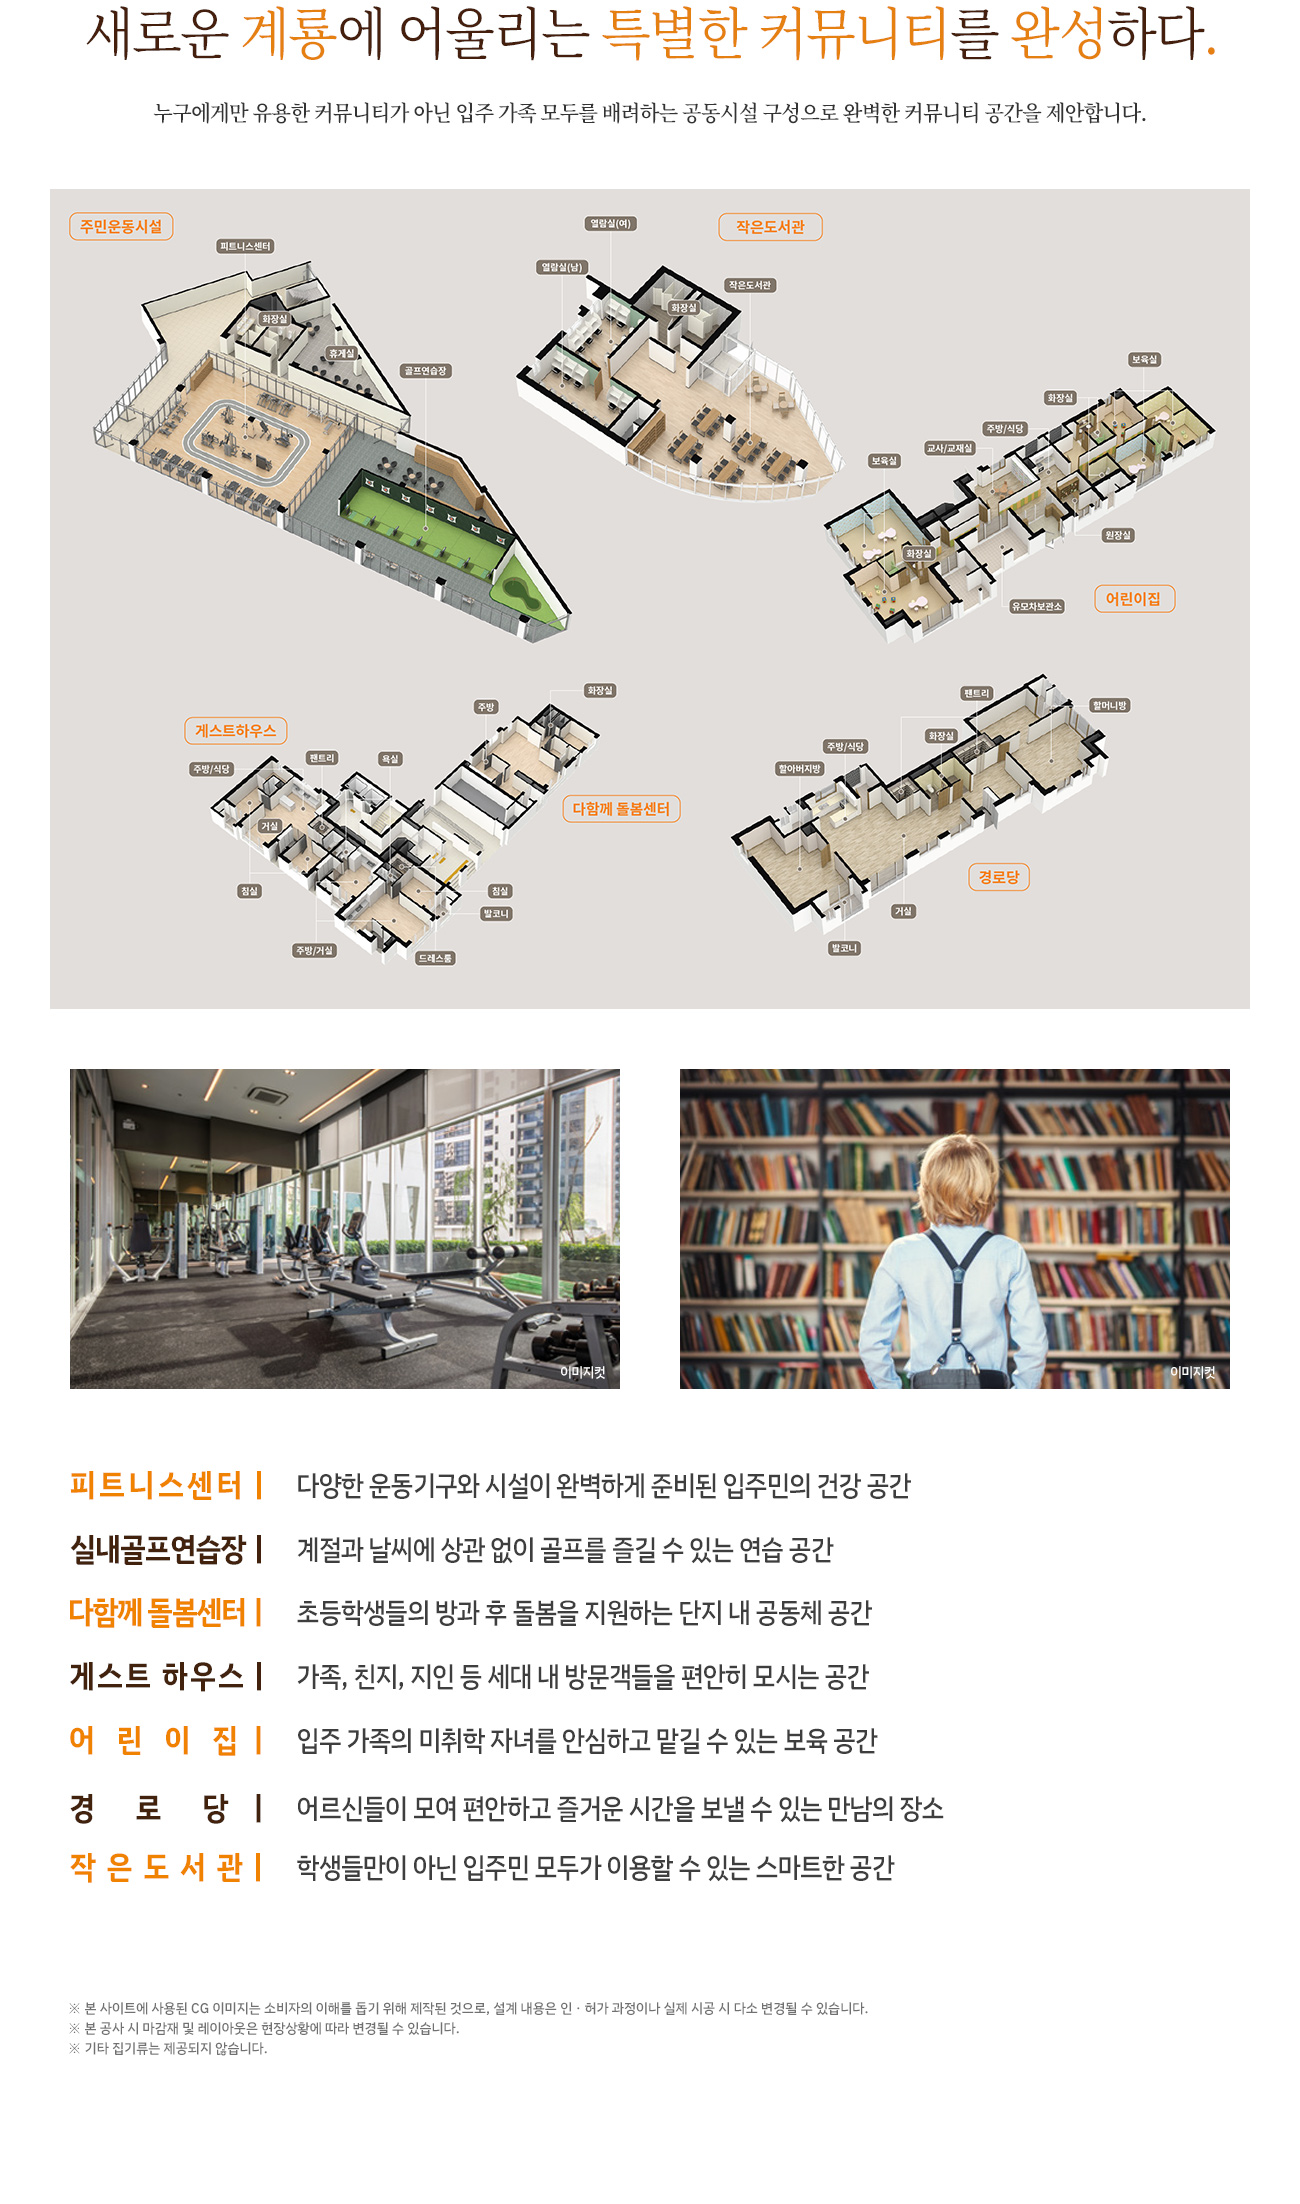 새로운 계룡에 어울리는 특별한 커뮤니티를 완성하다.
누구에게만 유용한 커뮤니티가 아닌 입주 가족 모두를 배려하는 공동시설 구성으로 완벽한 커뮤니티 공간을 제안합니다.
주민운동시설
피트니스센터
화장실
휴게실
골프연습장
열람실(여)
작은도서관
열람실(남)
작은도서관
화장실
보육실
화장실
주방/식당
교사/교재실
보육실
원장실
화장실
유모차보관소
어린이집
화장실
주방
게스트하우스
주방/식당
팬트리
욕실
다함께 돌봄센터
거실
침실
침실
발코니
주방/거실
드레스룸
팬트리
할머니방
화장실
주방/식당
할아버지방
경로당
거실
발코니
이미지컷
이미지컷
피트니스센터 | 다양한 운동기구와 시설이 완벽하게 준비된 입주민의 건강 공간
실내골프연습장 | 계절과 날씨에 상관 없이 골프를 즐길 수 있는 연습 공간
다함께 돌봄센터 | 초등학생들의 방과 후 돌봄을 지원하는 단지 내 공동체 공간
게스트 하우스 | 가족, 친지, 지인 등 세대 내 방문객들을 편안히 모시는 공간
어린이집 | 입주 가족의 미취학 자녀를 안심하고 맡길 수 있는 보육 공간
경로당 | 어르신들이 모여 편안하고 즐거운 시간을 보낼 수 있는 만남의 장소
작은도서관 | 학생들만이 아닌 입주민 모두가 이용할 수 있는 스마트한 공간
※ 본 사이트에 사용된 CG 이미지는 소비자의 이해를 돕기 위해 제작된 것으로, 설계 내용은 인 · 허가 과정이나 실제 시공 시 다소 변경될 수 있습니다.
※ 본 공사 시 마감재 및 레이아웃은 현장상황에 따라 변경될 수 있습니다.
※ 기타 집기류는 제공되지 않습니다.